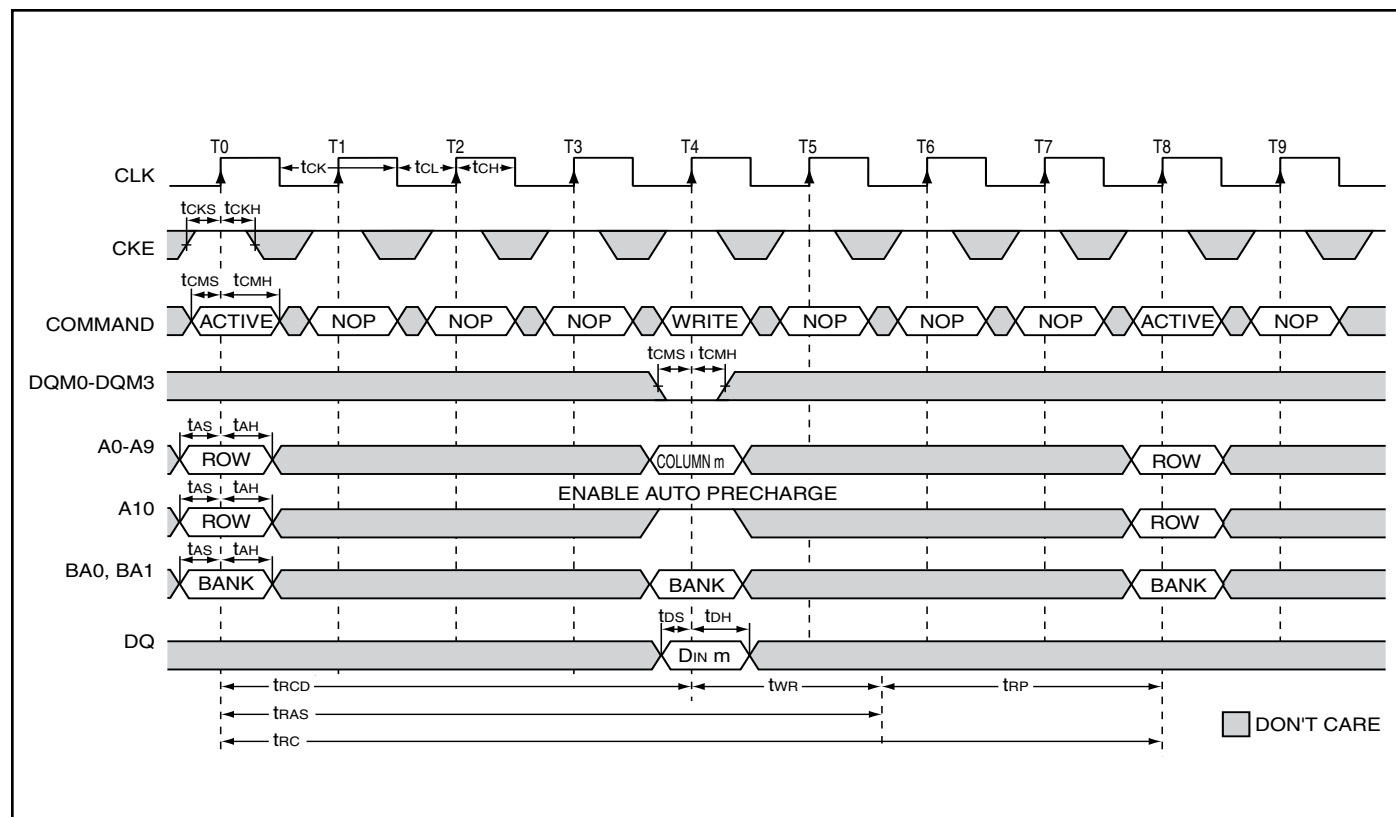 T0 T1 T2 T3 T4 T5 T6 T7 T8 T9
CLK tCK tCL tCH
tCKS tCKH
CKE
tCMS tCMH
COMMAND ACTIVE NOP NOP NOP WRITE NOP NOP NOP ACTIVE NOP
tCMS tCMH
DQM0-DQM3
tAS tAH
A0-A9 ROW COLUMN m ROW
tAS tAH ENABLE AUTO PRECHARGE
A10 ROW ROW
tAS tAH
BA0, BA1 BANK BANK BANK
tDS tDH
DQ DIN m
tRCD tWR tRP
tRAS
tRC
DON'T CARE